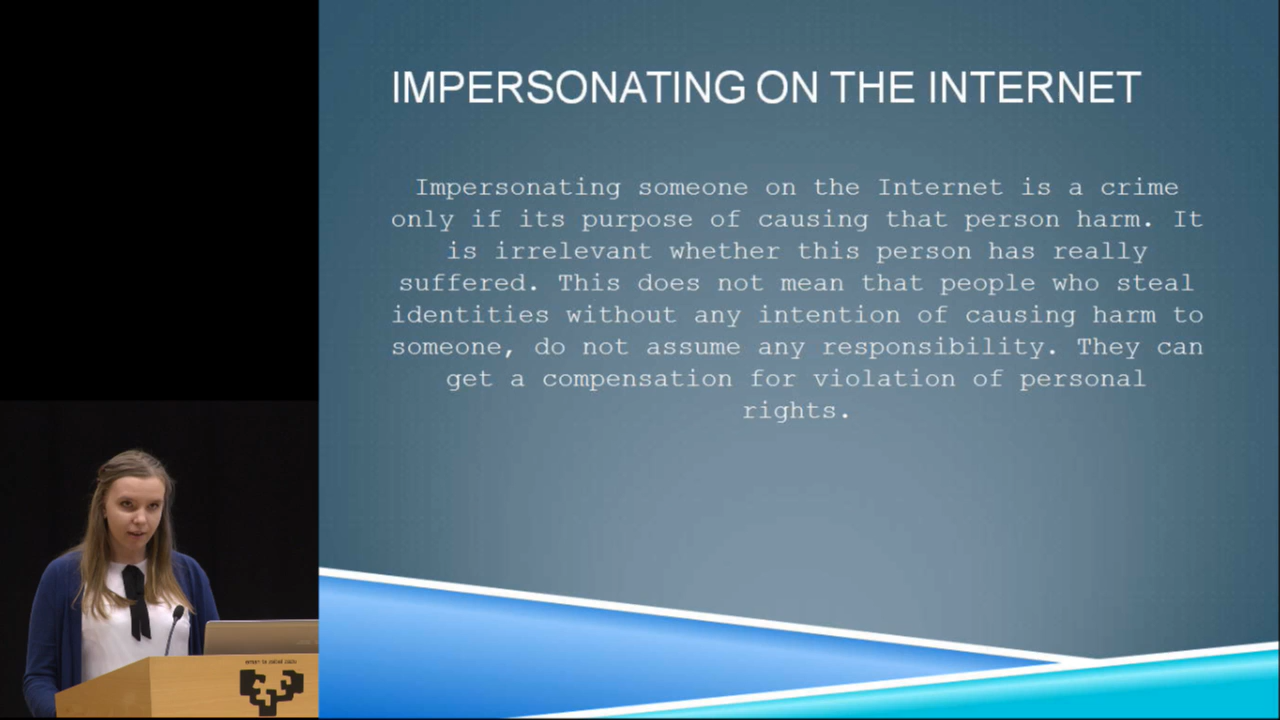 IMPERSONATING ON THE INTERNET
Impersonating someone on the Internet is a crime
only if its purpose of causing that person harm. It
is irrelevant whether this person has really
suffered. This does not mean that people who steal
identities without any intention of causing harm to
someone, do not assume any responsibility. They can
get a compensation for violation of personal
rights.